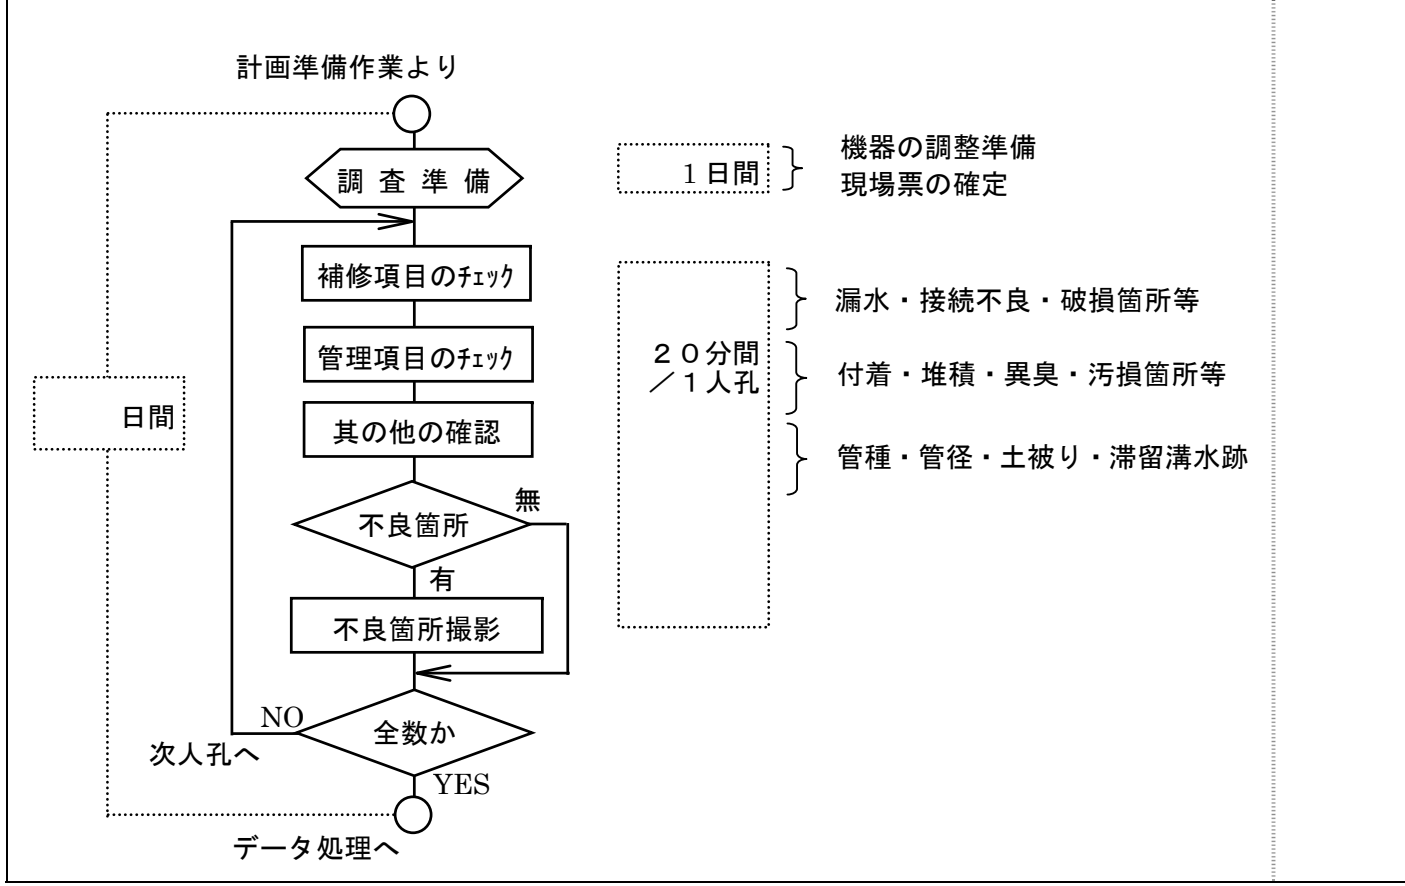 計画準備作業より
調 査 準 備
1 日間
機器の調整準備
現場票の確定
補修項目のﾁｪｯｸ
漏水・接続不良・破損箇所等
管理項目のﾁｪｯｸ
２０分間
／１人孔
付着・堆積・異臭・汚損箇所等
日間
其の他の確認
管種・管径・土被り・滞留溝水跡
不良箇所
無
有
不良箇所撮影
全数か
NO
次人孔へ
YES
データ処理へ